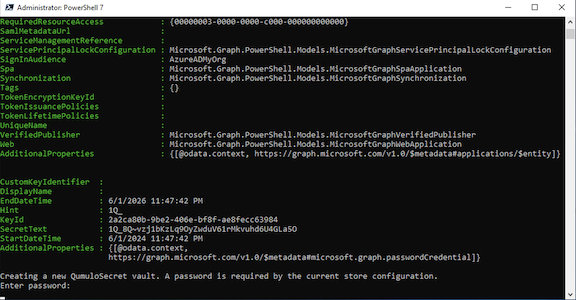 Administrator: PowerShell 7
RequiredResourceAccess : {00000003-0000-0000-c000-000000000000}
SamlMetadataUrl :
ServiceManagementReference :
ServicePrincipalLockConfiguration : Microsoft.Graph.PowerShell.Models.MicrosoftGraphServicePrincipalLockConfiguration
SignInAudience : AzureADMyOrg
Spa : Microsoft.Graph.PowerShell.Models.MicrosoftGraphSpaApplication
Synchronization : Microsoft.Graph.PowerShell.Models.MicrosoftGraphSynchronization
Tags : {}
TokenEncryptionKeyId :
TokenIssuancePolicies :
TokenLifetimePolicies :
UniqueName :
VerifiedPublisher : Microsoft.Graph.PowerShell.Models.MicrosoftGraphVerifiedPublisher
Web : Microsoft.Graph.PowerShell.Models.MicrosoftGraphWebApplication
AdditionalProperties : {[@odata.context, https://graph.microsoft.com/v1.0/$metadata#applications/$entity]}
CustomKeyIdentifier :
DisplayName :
EndDateTime : 6/1/2026 11:47:42 PM
Hint : 1Q_
KeyId : 2a2ca80b-9be2-406e-bf8f-ae8fecc63984
SecretText : 1Q_8Q~vzj1bKzLq9OyZwduV61rMkvuhd6U4GLa5O
StartDateTime : 6/1/2024 11:47:42 PM
AdditionalProperties : {[@odata.context,
https://graph.microsoft.com/v1.0/$metadata#microsoft.graph.passwordCredential]}
Creating a new QumuloSecret vault. A password is required by the current store configuration.
Enter password: